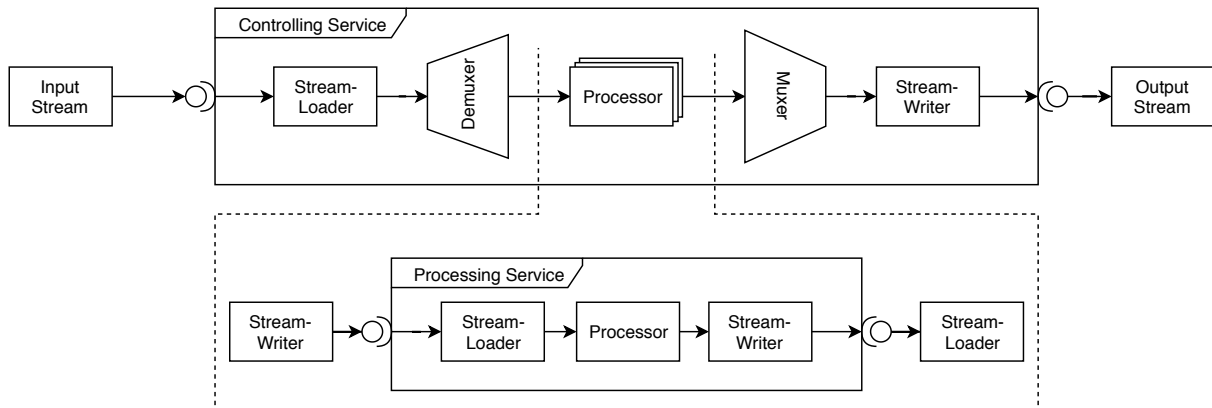 Controlling Service
Input
Stream
Stream-
Loader
Demuxer
Processor
Muxer
Stream-
Writer
Output
Stream
Processing Service
Stream-
Writer
Stream-
Loader
Processor
Stream-
Writer
Stream-
Loader